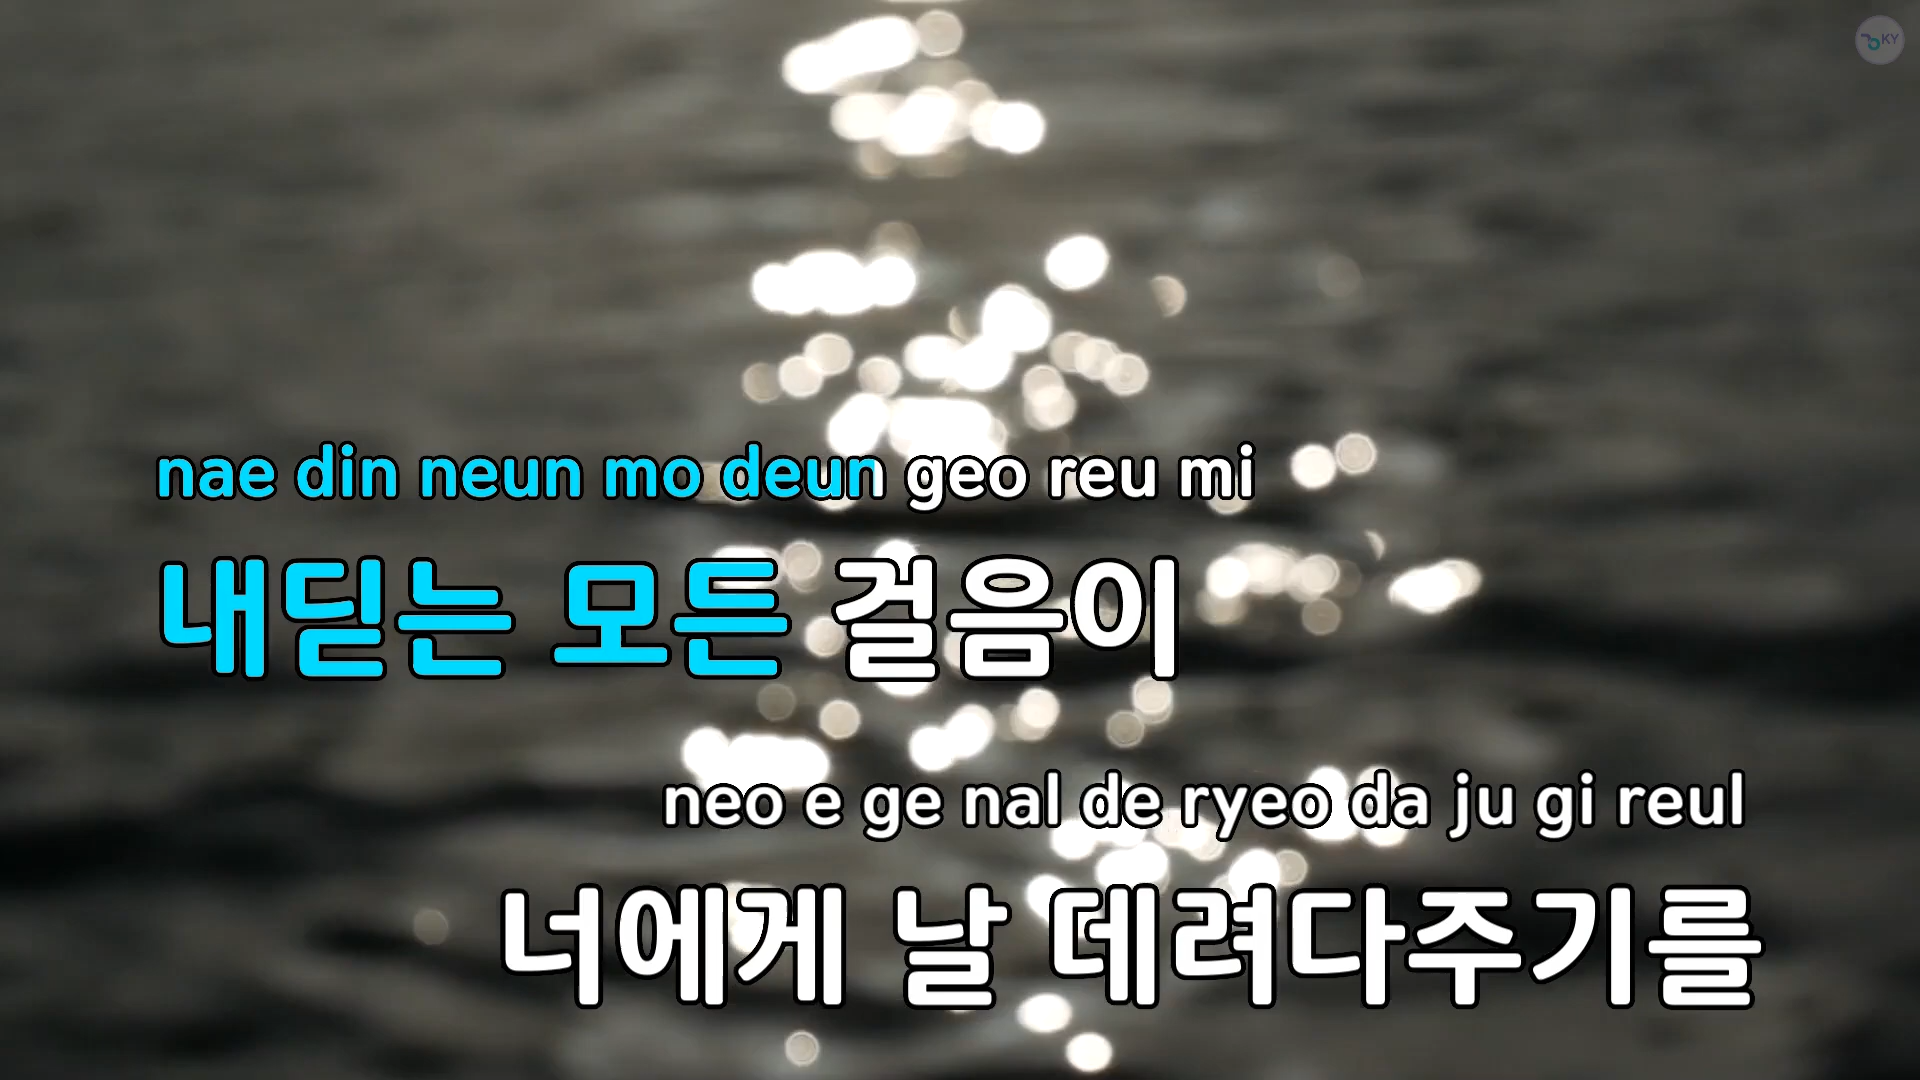 KY
nae din neun mo deun geo reu mi
내딛는 모든 걸음이
neo e ge nal de ryeo da ju gi reul
너에게 날 데려다주기를